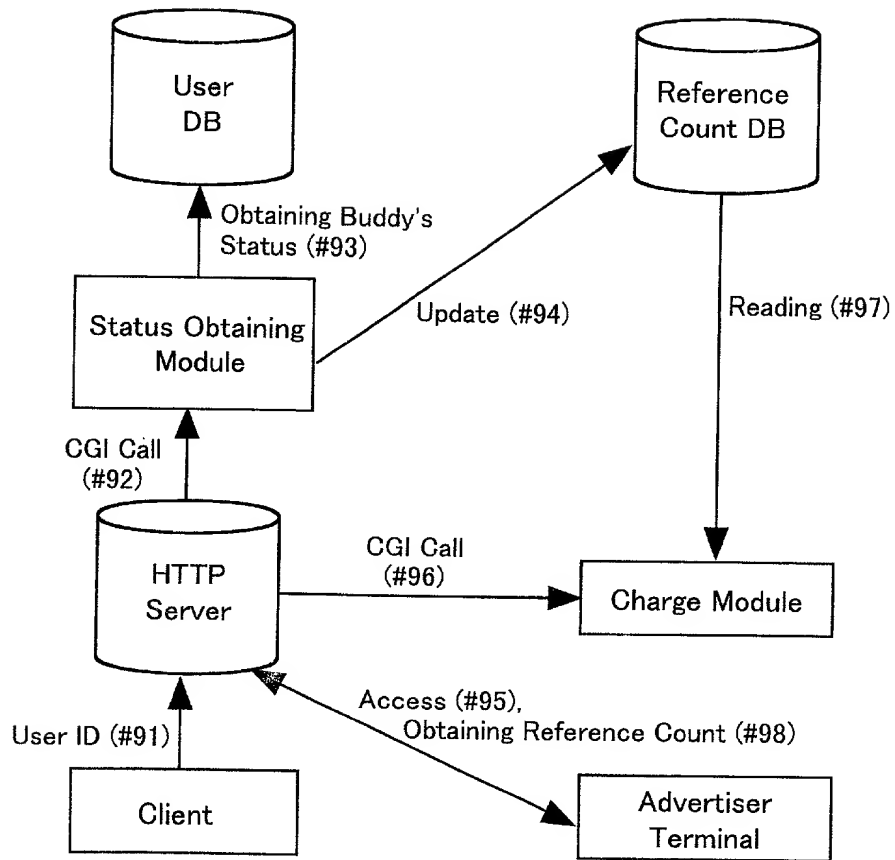 User
DB
Reference
Count DB
Obtaining Buddy's
Status (#93)
Status Obtaining
Module
Update (#94)
Reading (#97)
CGI Call
(#92)
HTTP
Server
CGI Call
(#96)
Charge Module
User ID (#91)
Access (#95),
Obtaining Reference Count (#98)
Client
Advertiser
Terminal